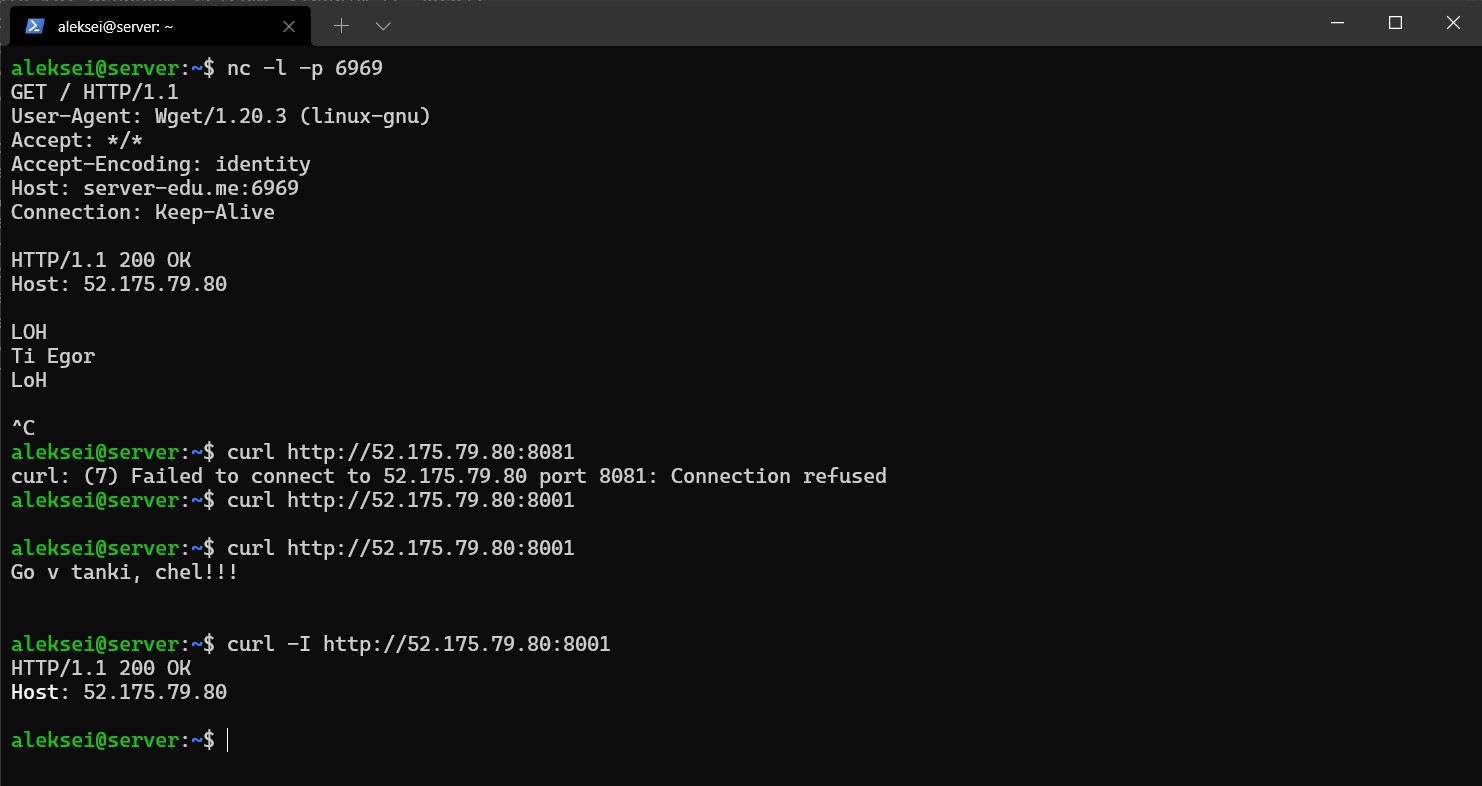 aleksei@server: ~
aleksei@server:~$ nc -l -p 6969
GET / HTTP/1.1
User-Agent: Wget/1.20.3 (linux-gnu)
Accept: */*
Accept-Encoding: identity
Host: server-edu.me:6969
Connection: Keep-Alive
HTTP/1.1 200 OK
Host: 52.175.79.80
LOH
Ti Egor
LoH
^C
aleksei@server:~$ curl http://52.175.79.80:8081
curl: (7) Failed to connect to 52.175.79.80 port 8081: Connection refused
aleksei@server:~$ curl http://52.175.79.80:8001
aleksei@server:~$ curl http://52.175.79.80:8001
Go v tanki, chel!!!
aleksei@server:~$ curl -I http://52.175.79.80:8001
HTTP/1.1 200 OK
Host: 52.175.79.80
aleksei@server:~$